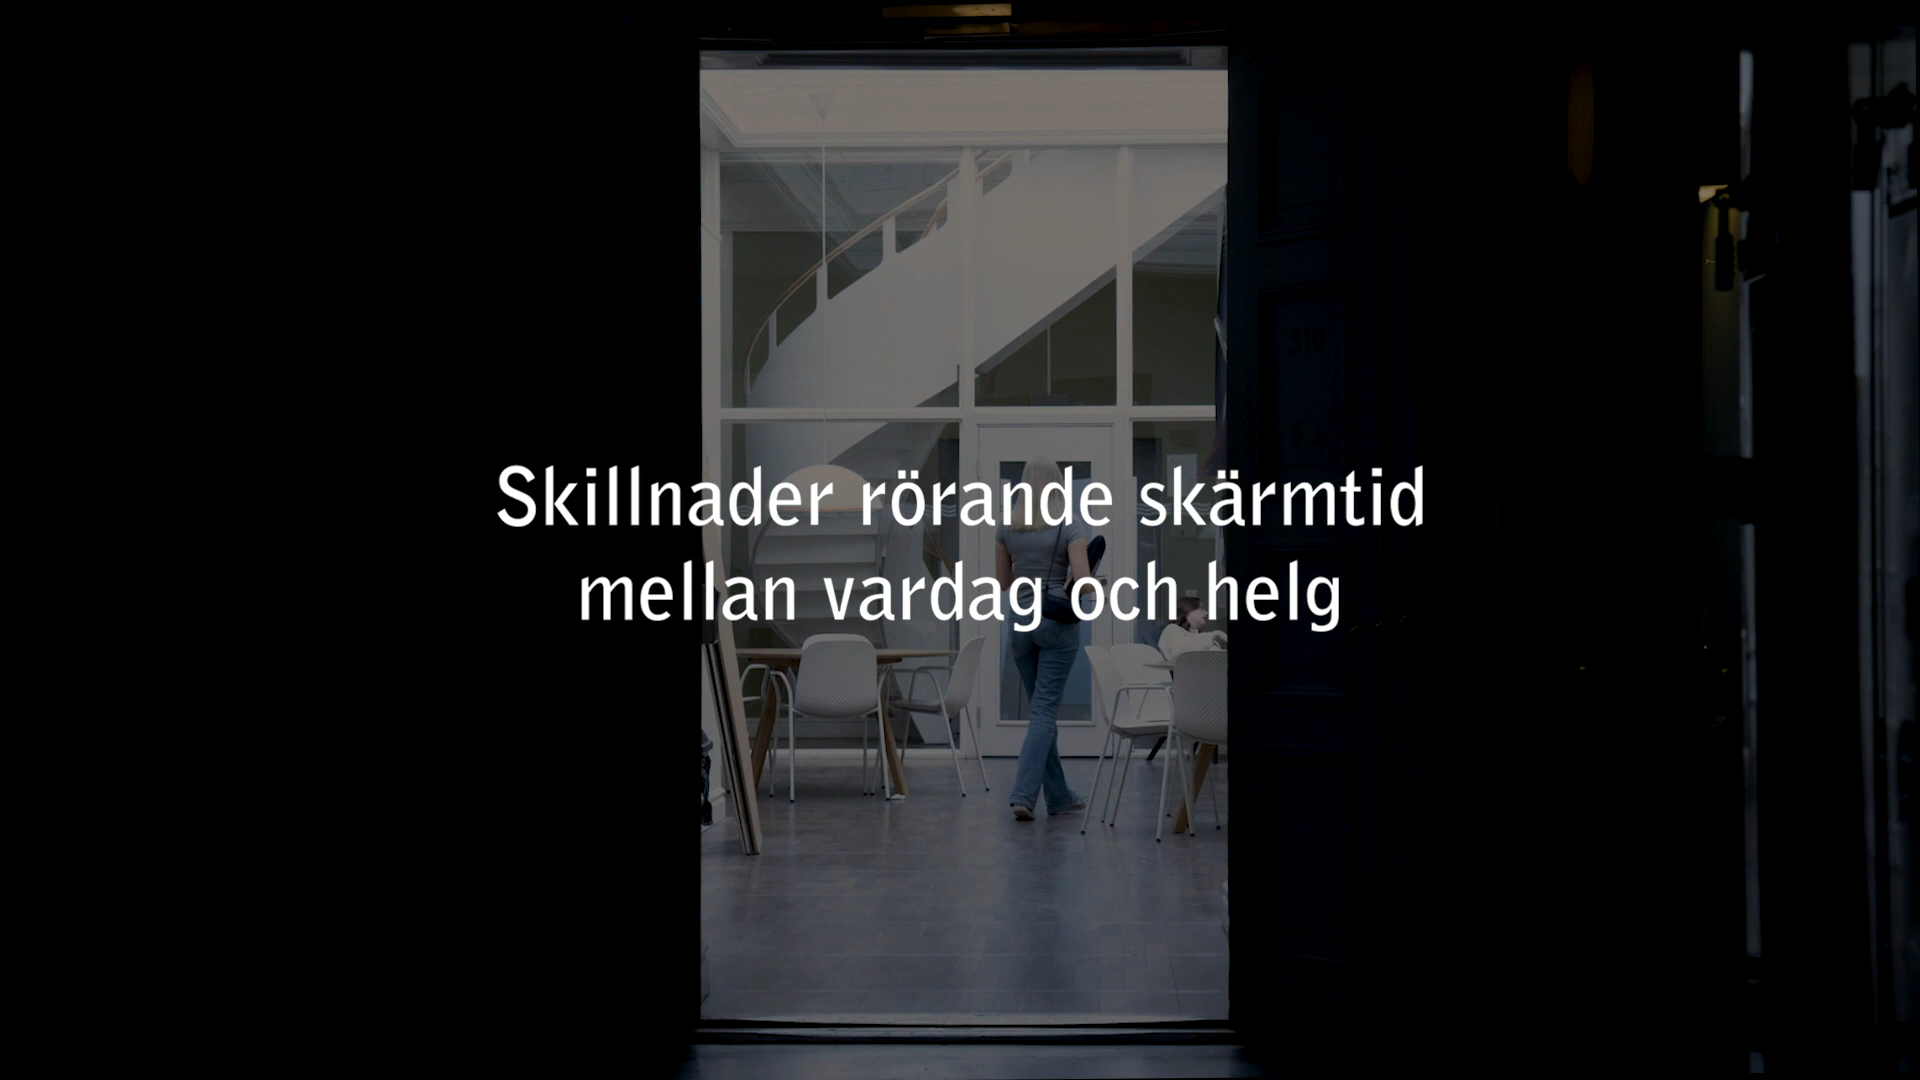 Skillnader rörande skärmtid
mellan vardag och helg